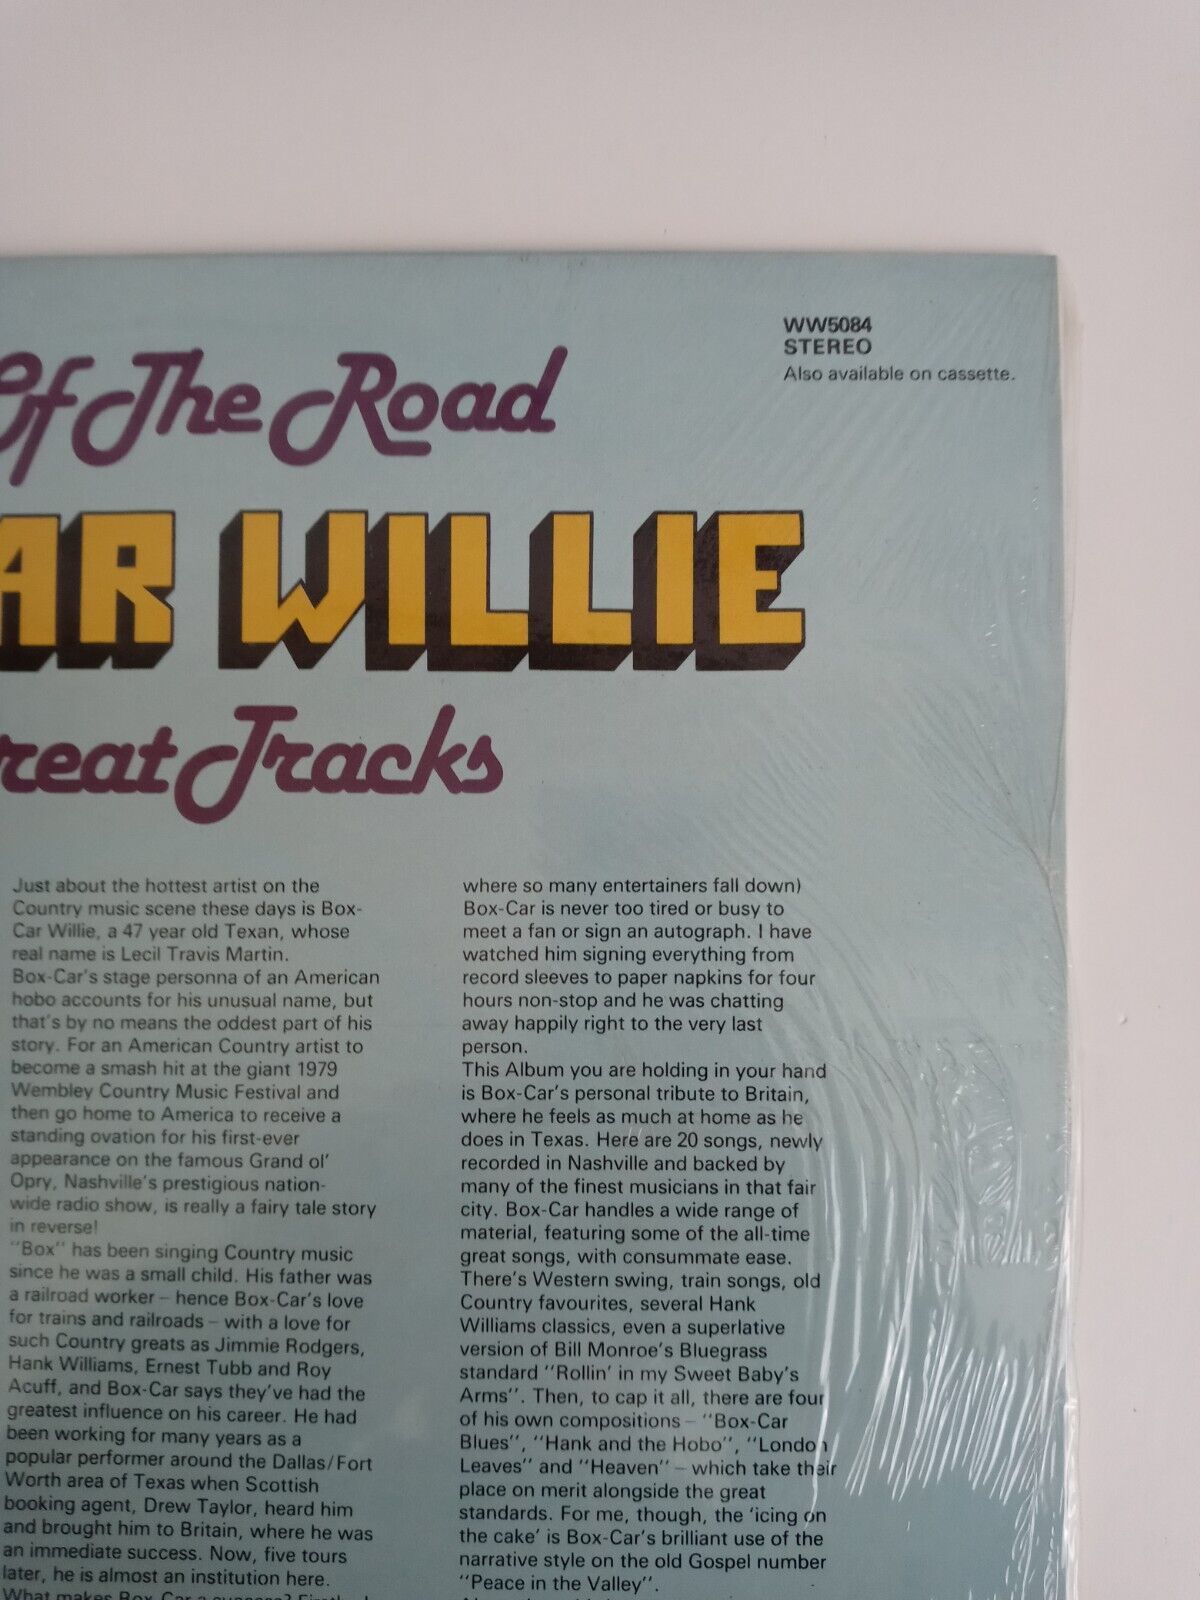 WW5084
STEREO
Also available on cassette.
Of The Road
AR WILLIE
reat Tracks
Just about the hottest artist on the
Country music scene these days is Box-
Car Willie, a 47 year old Texan, whose
real name is Lecil Travis Martin.
Box-Car's stage personna of an American
hobo accounts for his unusual name, but
that's by no means the oddest part of his
story. For an American Country artist to
become a smash hit at the giant 1979
Wembley Country Music Festival and
then go home to America to receive a
standing ovation for his first-ever
appearance on the famous Grand ol'
Opry, Nashville's prestigious nation-
wide radio show, is really a fairy tale story
in reverse!
"Box" has been singing Country music
since he was a small child. His father was
a railroad worker – hence Box-Car's love
for trains and railroads – with a love for
such Country greats as Jimmie Rodgers,
Hank Williams, Ernest Tubb and Roy
Acuff, and Box-Car says they've had the
greatest influence on his career. He had
been working for many years as a
popular performer around the Dallas/Fort
Worth area of Texas when Scottish
booking agent, Drew Taylor, heard him
and brought him to Britain, where he was
an immediate success. Now, five tours
later, he is almost an institution here.
What makes Box-Car a success? Firstly, I
where so many entertainers fall down)
Box-Car is never too tired or busy to
meet a fan or sign an autograph. I have
watched him signing everything from
record sleeves to paper napkins for four
hours non-stop and he was chatting
away happily right to the very last
person.
This Album you are holding in your hand
is Box-Car's personal tribute to Britain,
where he feels as much at home as he
does in Texas. Here are 20 songs, newly
recorded in Nashville and backed by
many of the finest musicians in that fair
city. Box-Car handles a wide range of
material, featuring some of the all-time
great songs, with consummate ease.
There's Western swing, train songs, old
Country favourites, several Hank
Williams classics, even a superlative
version of Bill Monroe's Bluegrass
standard "Rollin' in my Sweet Baby's
Arms". Then, to cap it all, there are four
of his own compositions – "Box-Car
Blues", "Hank and the Hobo", "London
Leaves" and "Heaven" – which take their
place on merit alongside the great
standards. For me, though, the 'icing on
the cake' is Box-Car's brilliant use of the
narrative style on the old Gospel number
"Peace in the Valley".